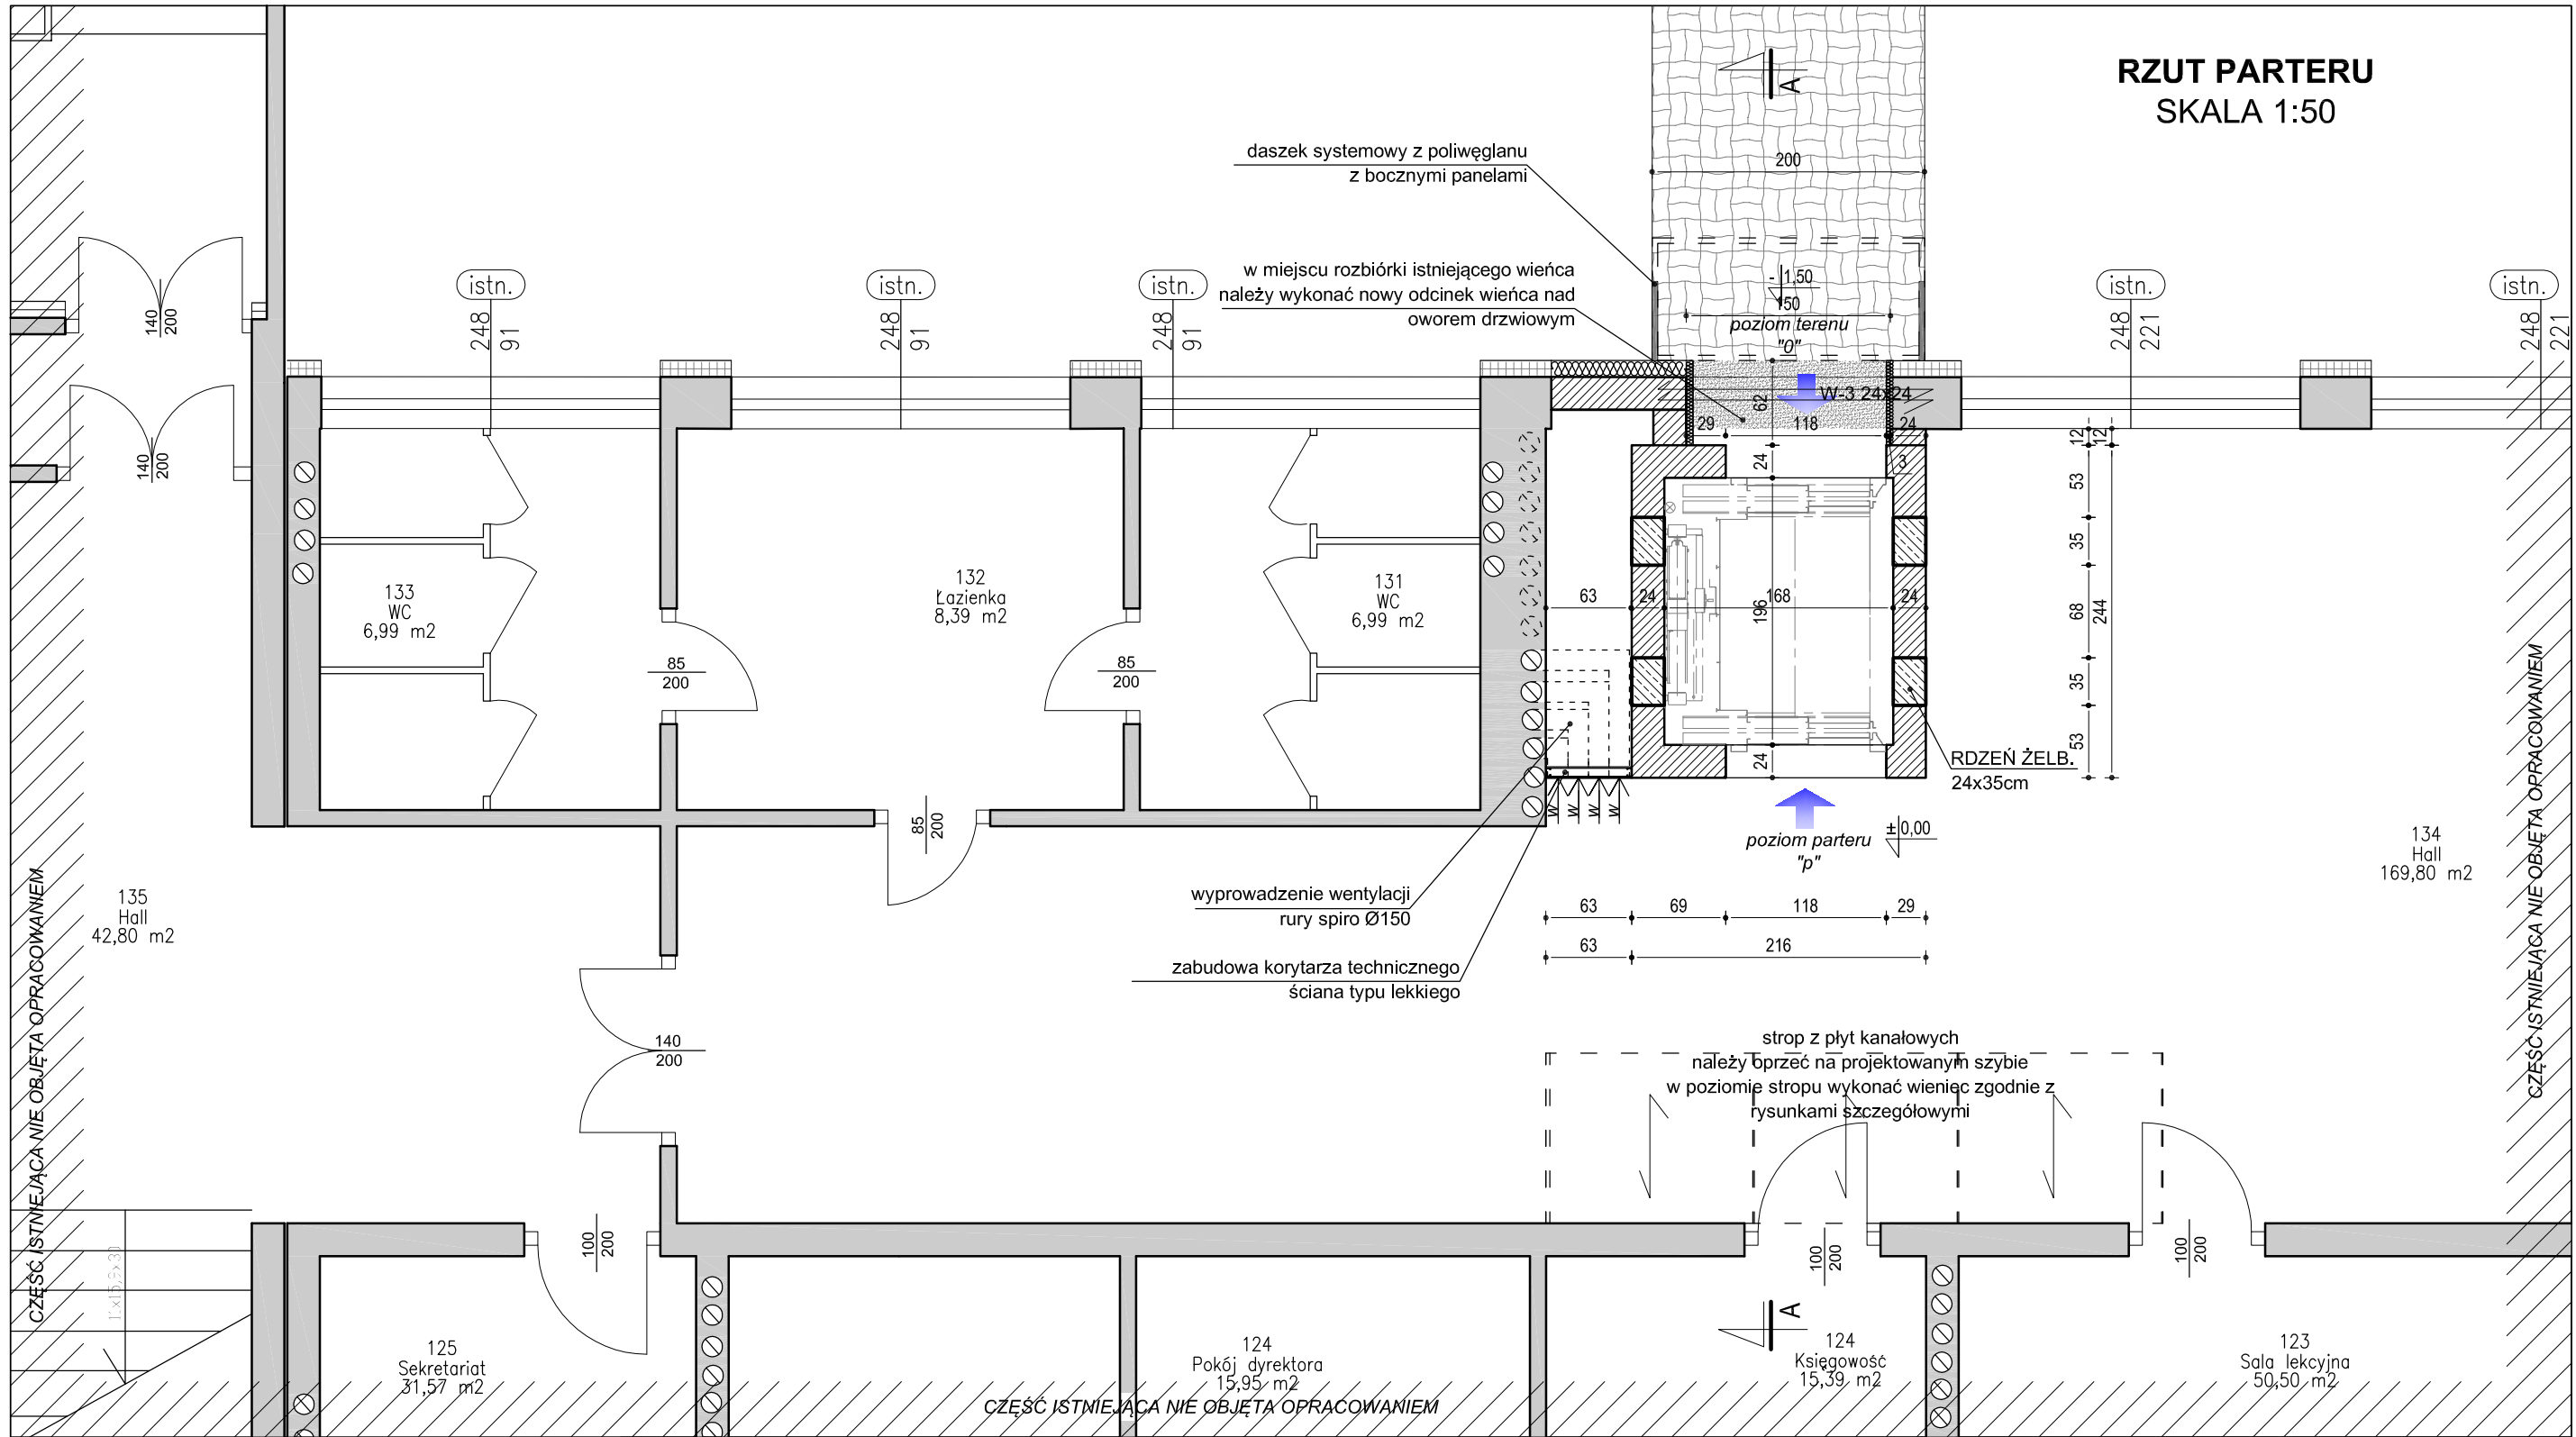 RZUT PARTERU
SKALA 1:50
A
200
daszek systemowy z poliwęglanu
z bocznymi panelami
w miejscu rozbiórki istniejącego wieńca
należy wykonać nowy odcinek wieńca nad
oworem drzwiowym
-1,50
150
poziom terenu
"0"
istn.
248
91
istn.
248
91
istn.
248
91
istn.
248
221
istn.
248
221
140
200
140
200
W-3 24x24
62
29
118
24
24
3
12
12
53
35
68
244
35
53
133
WC
6,99 m2
132
Łazienka
8,39 m2
131
WC
6,99 m2
85
200
85
200
85
200
63
24
168
196
24
24
RDZEŃ ŻELB.
24x35cm
w
w
w
w
poziom parteru
"p"
±0,00
134
Hall
169,80 m2
135
Hall
42,80 m2
wyprowadzenie wentylacji
rury spiro Ø150
zabudowa korytarza technicznego
ściana typu lekkiego
63
69
118
29
63
216
140
200
strop z płyt kanałowych
należy oprzeć na projektowanym szybie
w poziomie stropu wykonać wieniec zgodnie z
rysunkami szczegółowymi
100
200
100
200
100
200
A
125
Sekretariat
31,57 m2
124
Pokój dyrektora
15,95 m2
124
Księgowość
15,39 m2
123
Sala lekcyjna
50,50 m2
11x15,9x30
CZĘŚĆ ISTNIEJĄCA NIE OBJĘTA OPRACOWANIEM
CZĘŚĆ ISTNIEJĄCA NIE OBJĘTA OPRACOWANIEM
CZĘŚĆ ISTNIEJĄCA NIE OBJĘTA OPRACOWANIEM